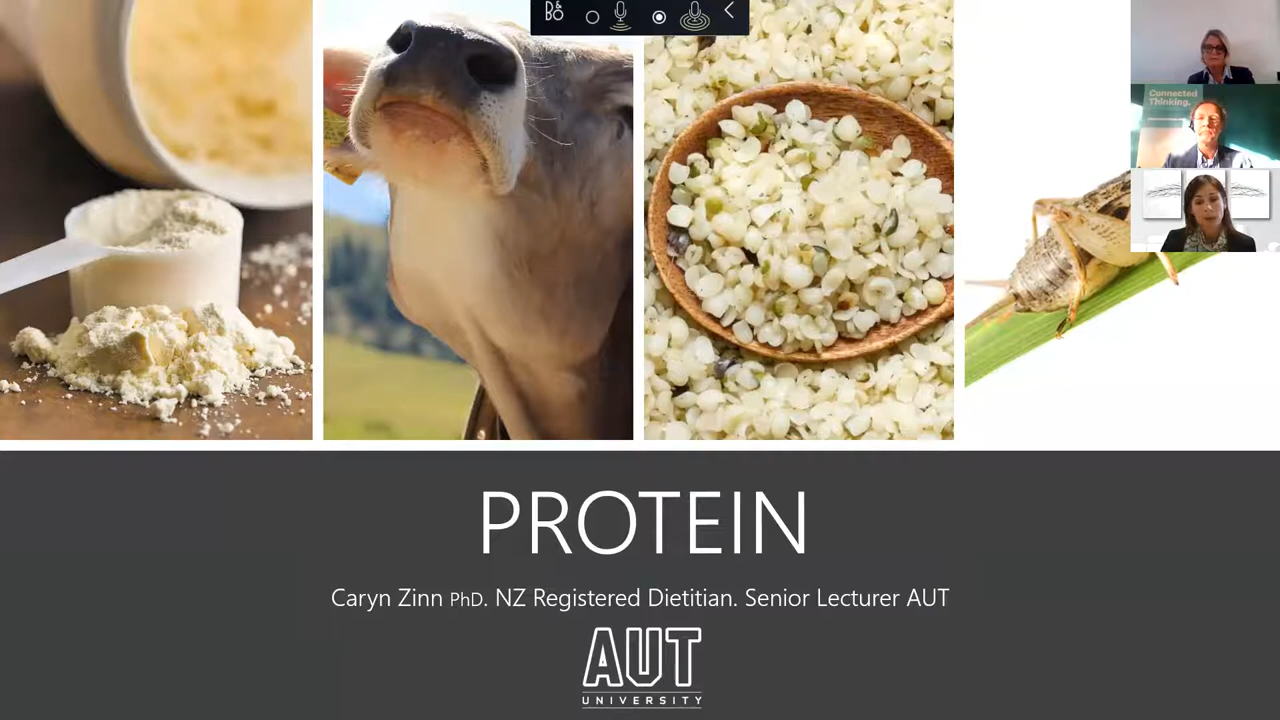 B&O
Connected
Thinking.
PROTEIN
Caryn Zinn PhD. NZ Registered Dietitian. Senior Lecturer AUT
AUT
UNIVERSITY